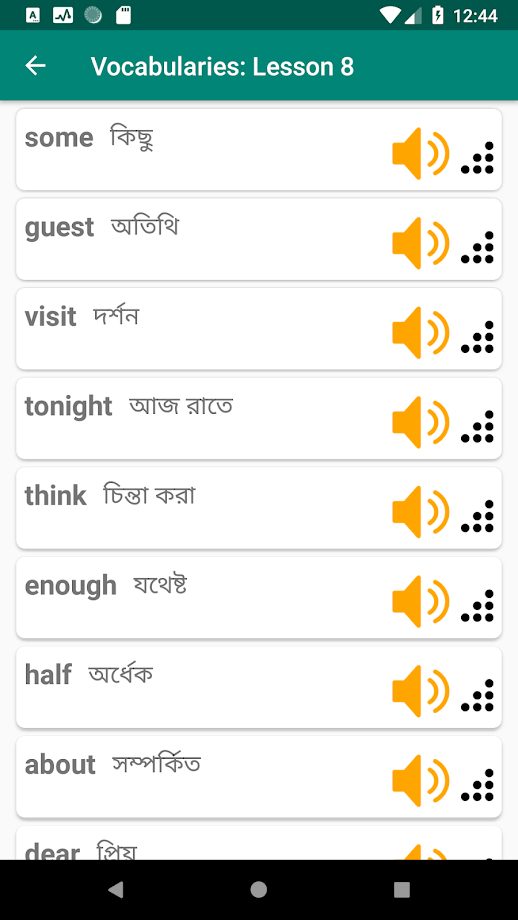 12:44
Vocabularies: Lesson 8
some কিছু
guest অতিথি
visit দর্শন
tonight আজ রাতে
think চিন্তা করা
enough যথেষ্ট
half অর্ধেক
about সম্পর্কিত
dear প্রিয়